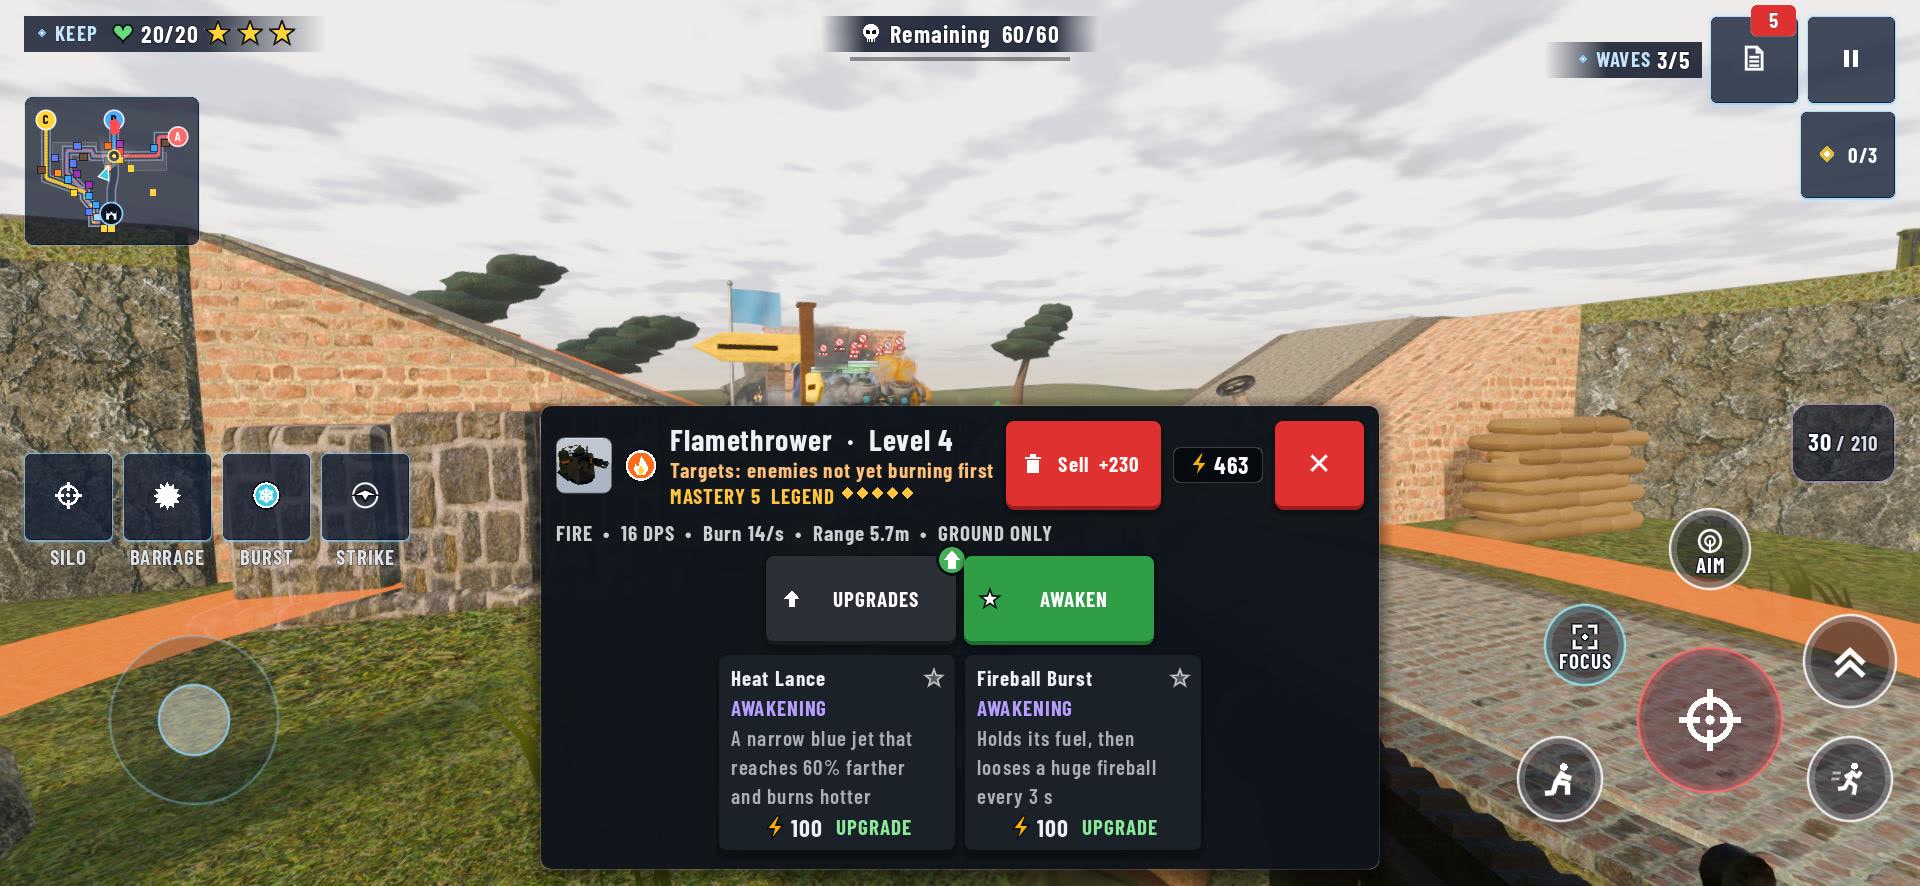 KEEP 20/20
Remaining 60/60
5
WAVES 3/5
0/3
C
A
Flamethrower · Level 4
Targets: enemies not yet burning first
MASTERY 5 LEGEND
Sell +230
463
FIRE • 16 DPS • Burn 14/s • Range 5.7m • GROUND ONLY
UPGRADES
AWAKEN
Heat Lance
AWAKENING
A narrow blue jet that
reaches 60% farther
and burns hotter
100 UPGRADE
Fireball Burst
AWAKENING
Holds its fuel, then
looses a huge fireball
every 3 s
100 UPGRADE
SILO
BARRAGE
BURST
STRIKE
30 / 210
AIM
FOCUS